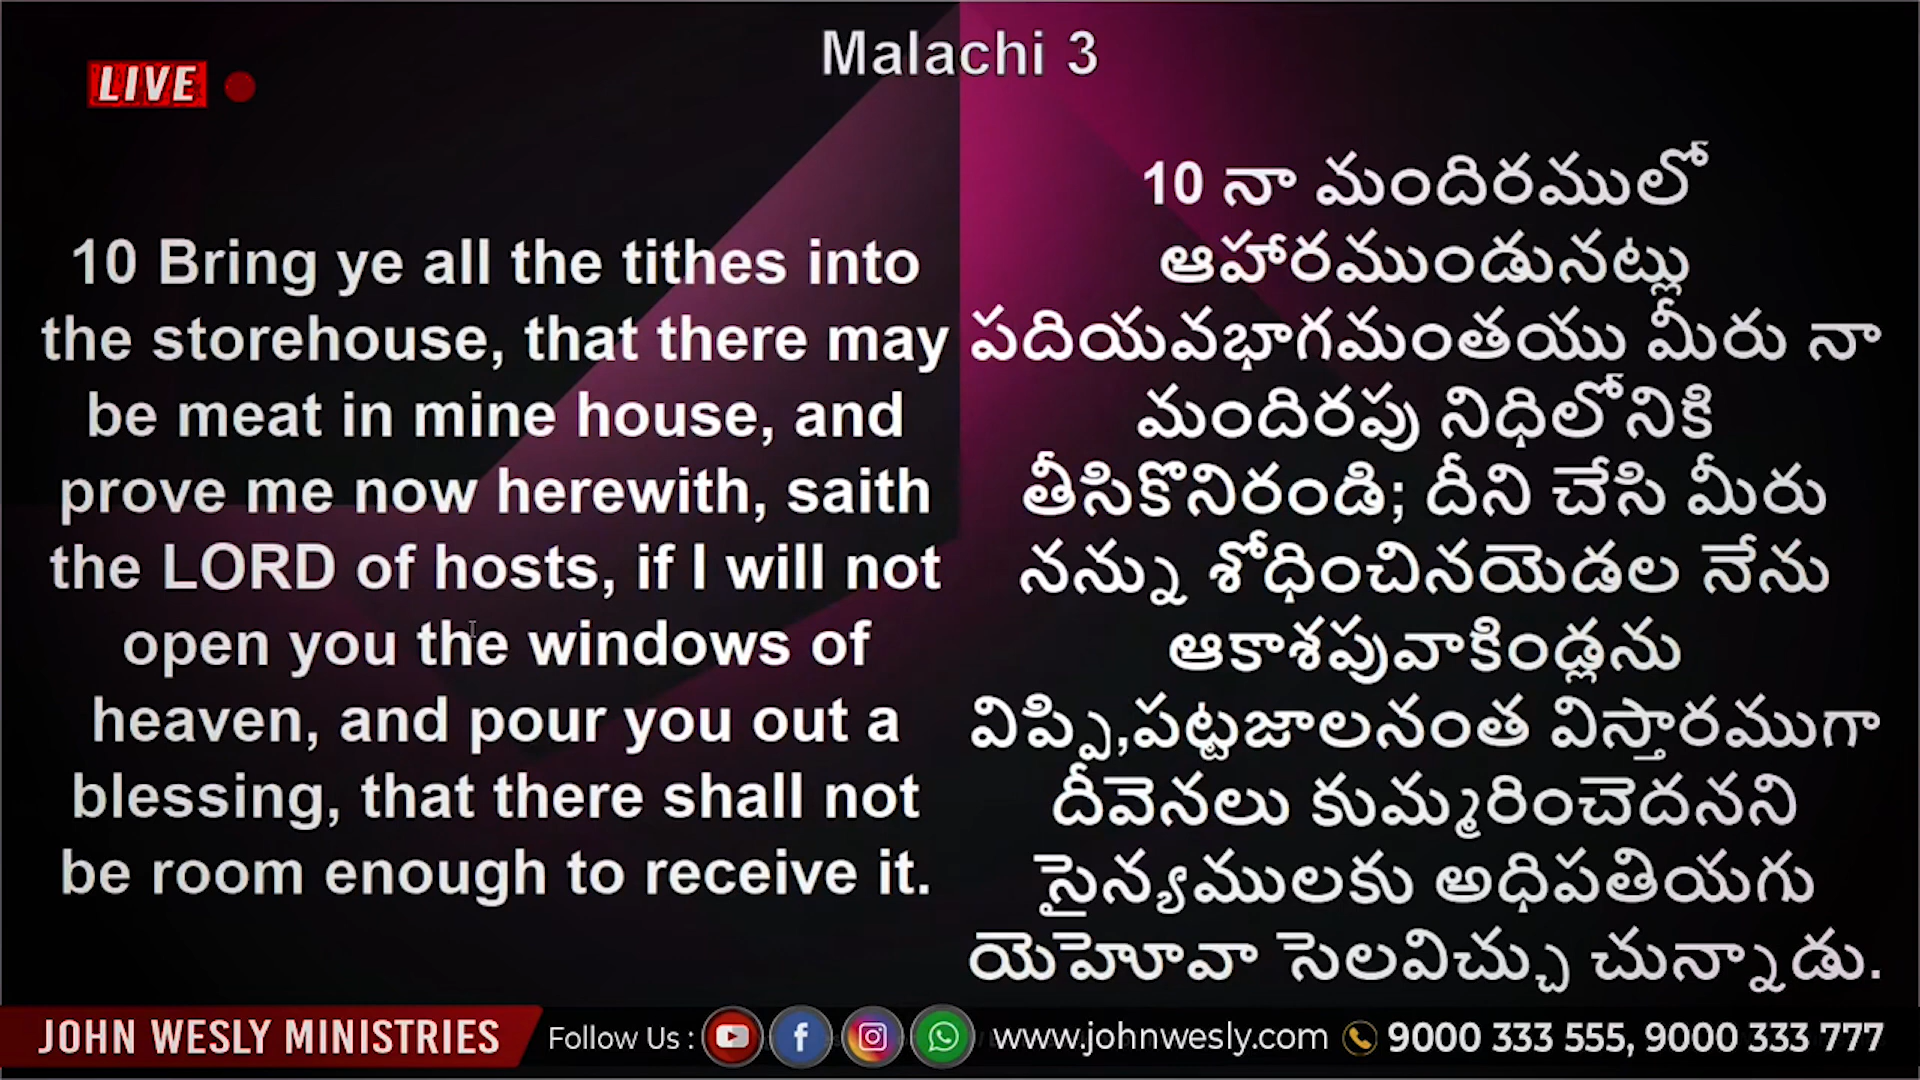 Malachi 3
LIVE
10 Bring ye all the tithes into
the storehouse, that there may
be meat in mine house, and
prove me now herewith, saith
the LORD of hosts, if I will not
open you the windows of
heaven, and pour you out a
blessing, that there shall not
be room enough to receive it.
10 నా మందిరములో
ఆహారముండునట్లు
పదియవభాగమంతయు మీరు నా
మందిరపు నిధిలోనికి
తీసికొనిరండి; దీని చేసి మీరు
నన్ను శోధించినయెడల నేను
ఆకాశపువాకిండ్లను
విప్పి,పట్టజాలనంత విస్తారముగా
దీవెనలు కుమ్మరించెదనని
సైన్యములకు అధిపతియగు
యెహోవా సెలవిచ్చు చున్నాడు.
JOHN WESLY MINISTRIES
Follow Us :
www.johnwesly.com
9000 333 555, 9000 333 777